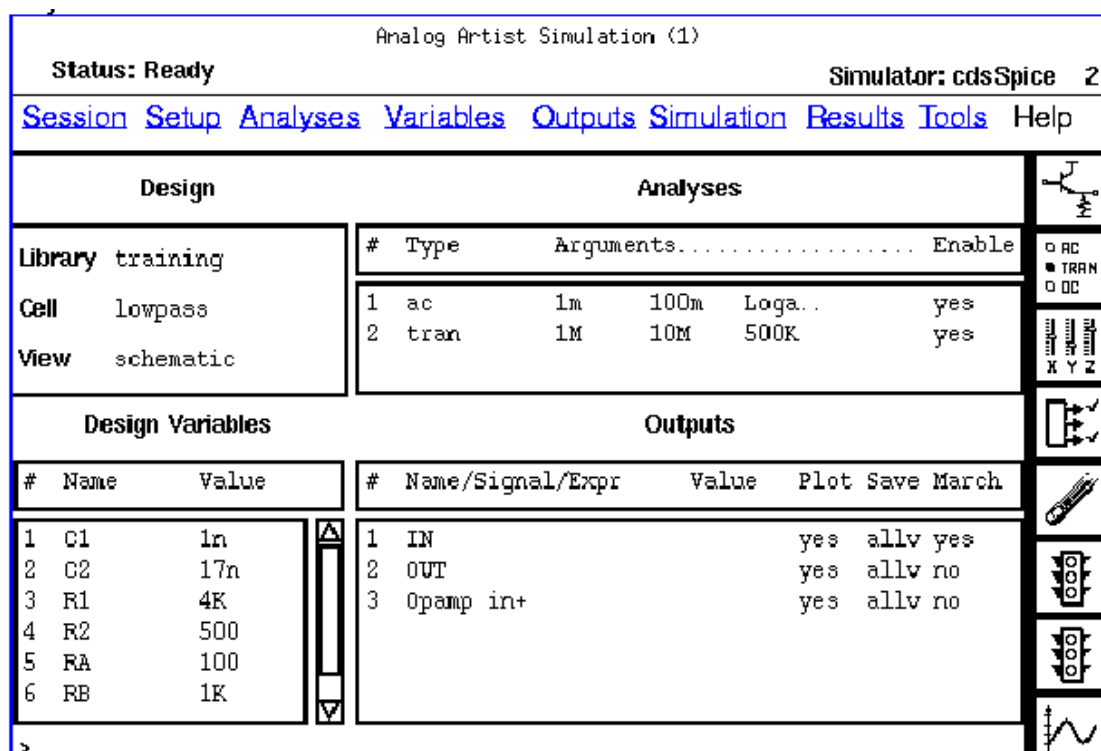 Analog Artist Simulation (1)
Status: Ready Simulator: cdsSpice 2
Session Setup Analyses Variables Outputs Simulation Results Tools Help
Design
Library training
Cell lowpass
View schematic
Analyses
# Type Arguments................... Enable
1 ac 1m 100m Loga.. yes
2 tran 1M 10M 500K yes
Design Variables
# Name Value
1 C1 1n
2 C2 17n
3 R1 4K
4 R2 500
5 RA 100
6 RB 1K
Outputs
# Name/Signal/Expr Value Plot Save March
1 IN yes allv yes
2 OUT yes allv no
3 Opamp in+ yes allv no
AC
TRAN
DC
X Y Z
>